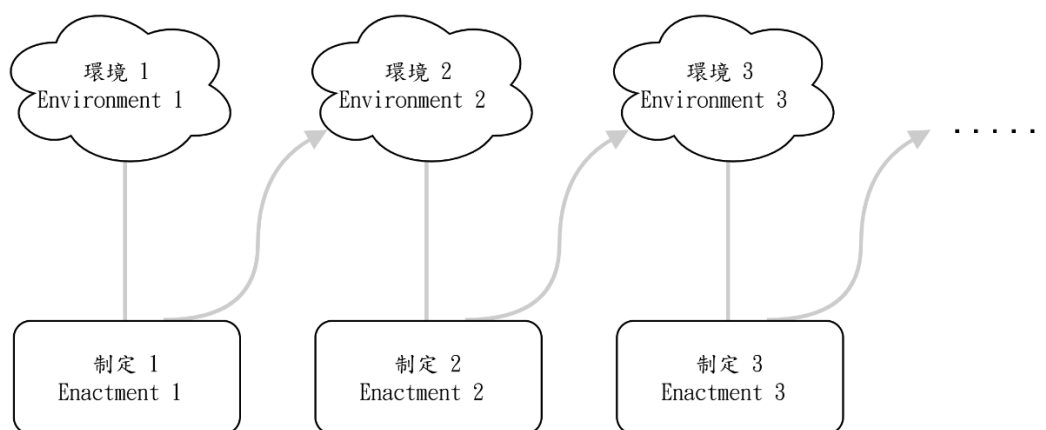 環境 1
Environment 1
環境 2
Environment 2
環境 3
Environment 3
.....
制定 1
Enactment 1
制定 2
Enactment 2
制定 3
Enactment 3